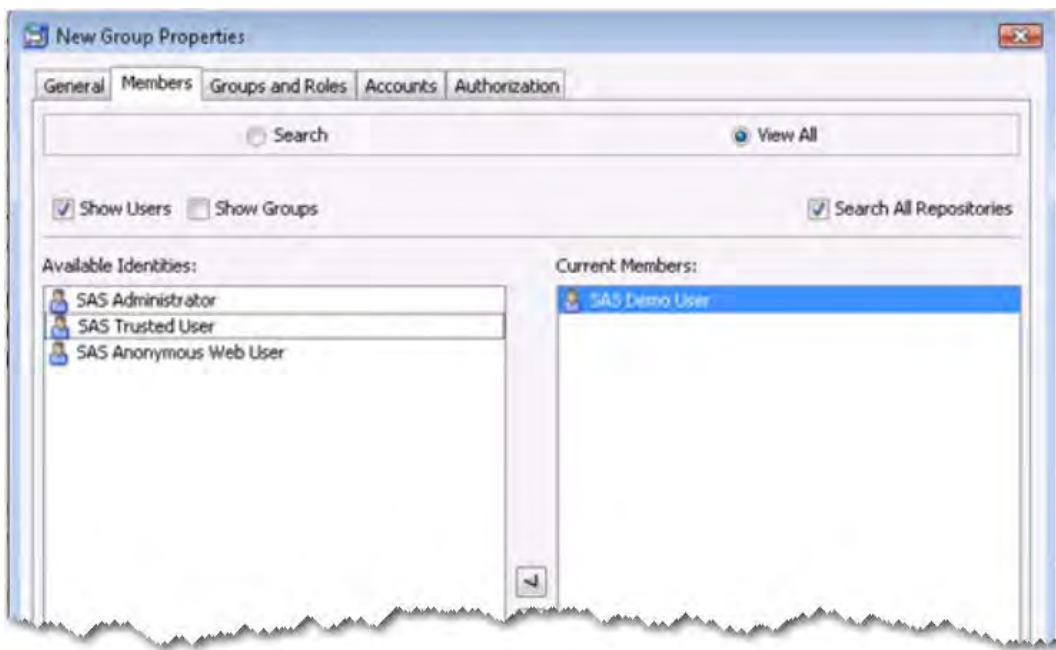 New Group Properties
General Members Groups and Roles Accounts Authorization
Search View All
Show Users Show Groups Search All Repositories
Available Identities: Current Members:
SAS Administrator SAS Demo User
SAS Trusted User
SAS Anonymous Web User